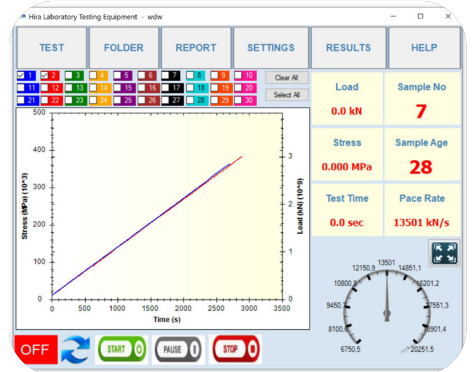 Hira Laboratory Testing Equipment - wdw
TEST FOLDER REPORT SETTINGS RESULTS HELP
1 2 3 4 5 6 7 8 9 10 Clear All
11 12 13 14 15 16 17 18 19 20 Select All
21 22 23 24 25 26 27 28 29 30
Load
0.0 kN
Sample No
7
Stress
0.000 MPa
Sample Age
28
Test Time
0.0 sec
Pace Rate
13501 kN/s
Stress (MPa) (10^3)
500
400
300
200
100
0
Load (kN) (10^9)
3
2
1
0
0 500 1000 1500 2000 2500 3000 3500
Time (s)
6750.5
8100,6
9450,7
10800,8
12150,9
13501
14851,1
16201,2
17551,3
18901,4
20251,5
OFF START PAUSE STOP